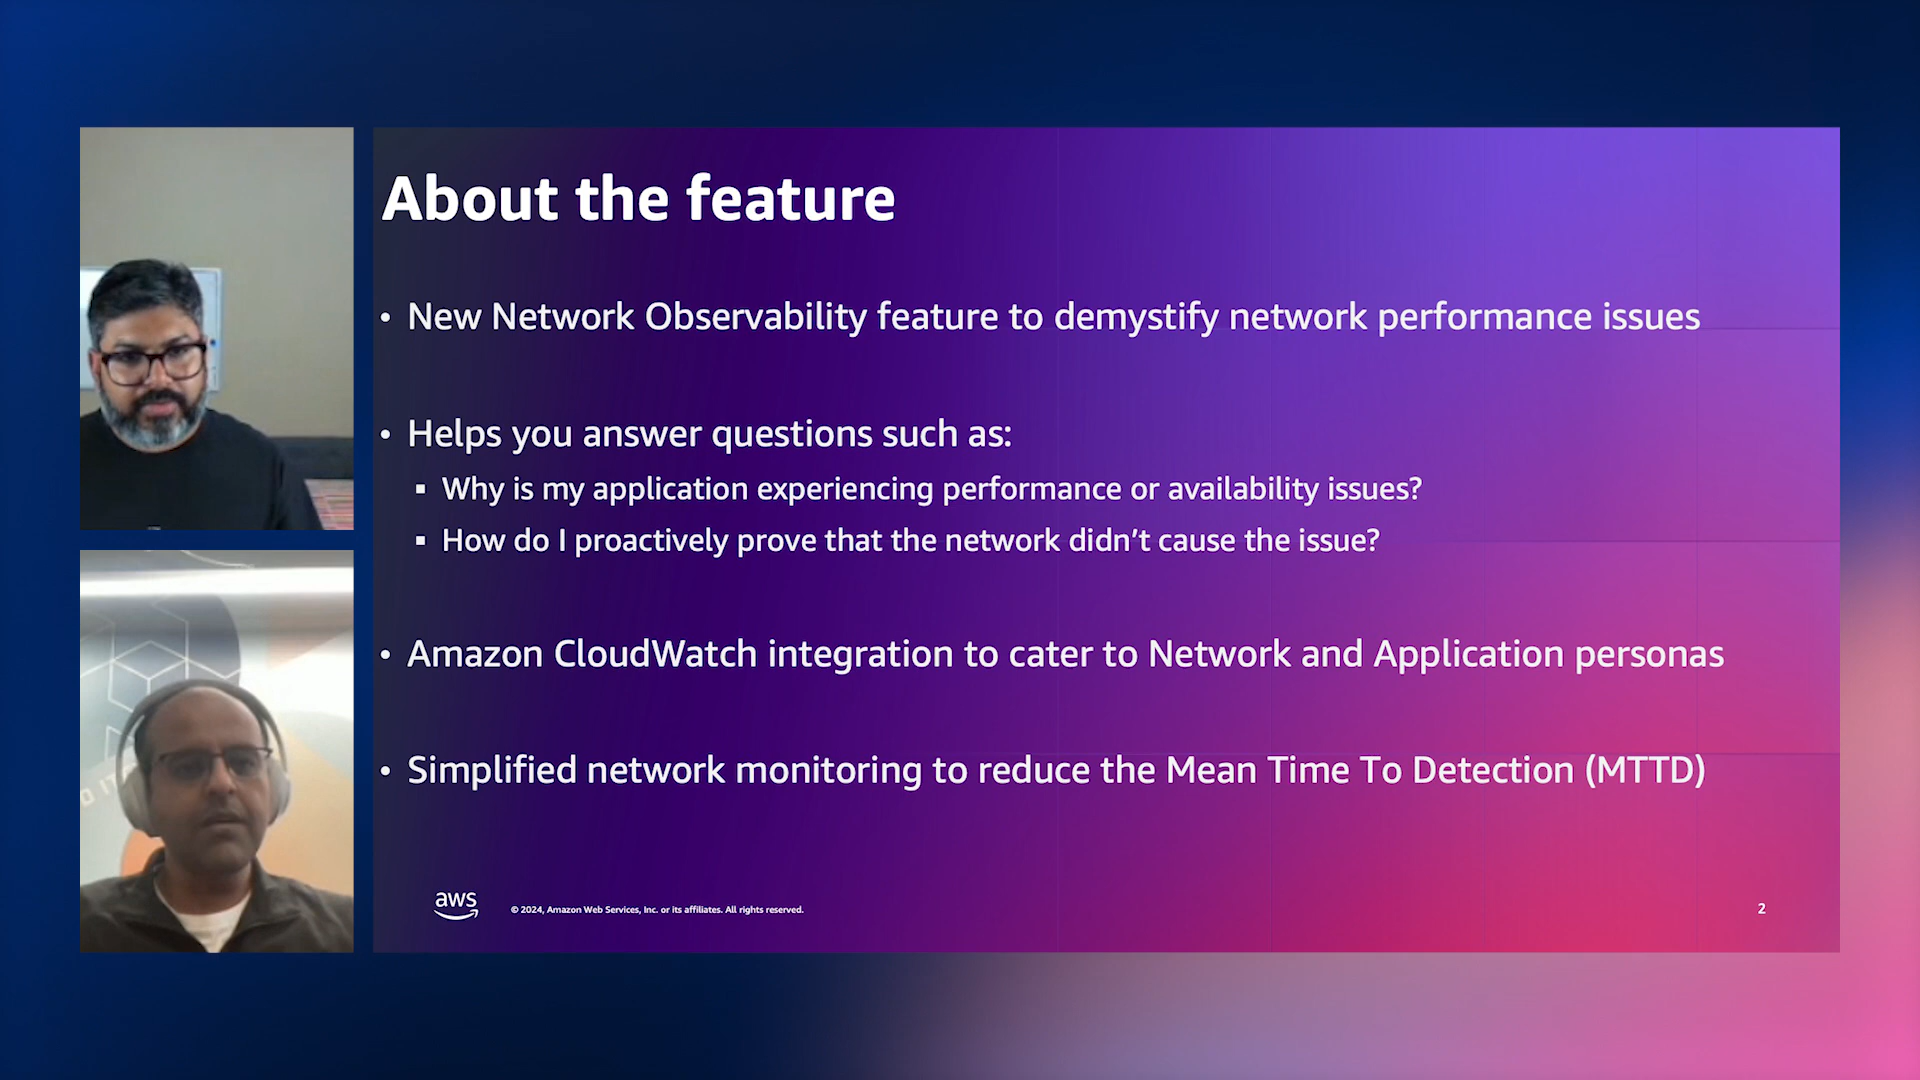 About the feature
• New Network Observability feature to demystify network performance issues
• Helps you answer questions such as:
▪ Why is my application experiencing performance or availability issues?
▪ How do I proactively prove that the network didn’t cause the issue?
• Amazon CloudWatch integration to cater to Network and Application personas
• Simplified network monitoring to reduce the Mean Time To Detection (MTTD)
aws
© 2024, Amazon Web Services, Inc. or its affiliates. All rights reserved.
2